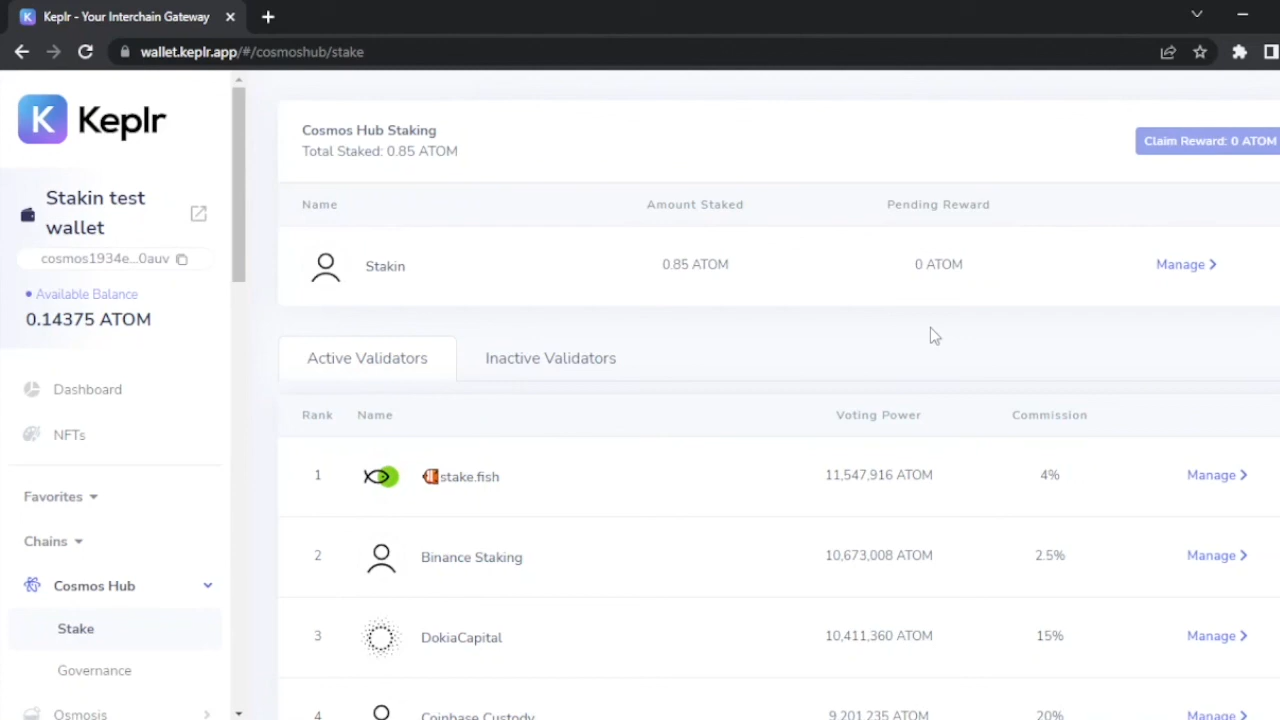 Keplr - Your Interchain Gateway
wallet.keplr.app/#/cosmoshub/stake
K Keplr
Stakin test
wallet
cosmos1934e...0auv
Available Balance
0.14375 ATOM
Dashboard
NFTs
Favorites
Chains
Cosmos Hub
Stake
Governance
Osmosis
Cosmos Hub Staking
Total Staked: 0.85 ATOM
Claim Reward: 0 ATOM
Name Amount Staked Pending Reward
Stakin 0.85 ATOM 0 ATOM Manage
Active Validators Inactive Validators
Rank Name Voting Power Commission
1 stake.fish 11,547,916 ATOM 4% Manage
2 Binance Staking 10,673,008 ATOM 2.5% Manage
3 DokiaCapital 10,411,360 ATOM 15% Manage
4 Coinbase Custody 9,201,235 ATOM 20% Manage